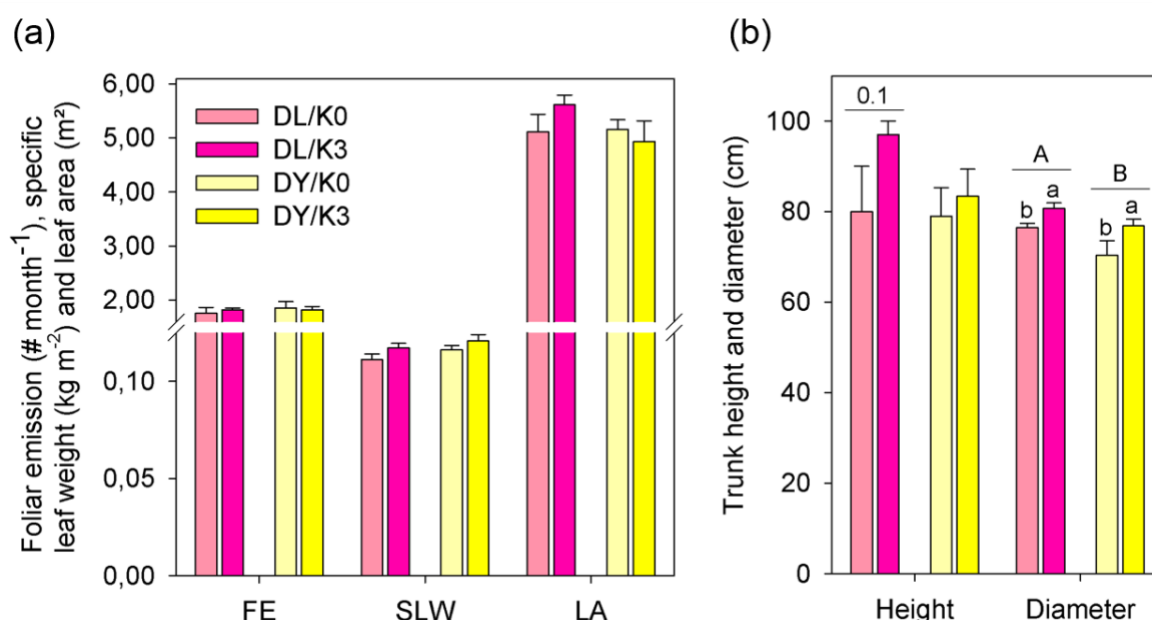 (a)
Foliar emission (# month⁻¹), specific
leaf weight (kg m⁻²) and leaf area (m²)
6,00
5,00
4,00
3,00
2,00
0,10
0,05
0,00
DL/K0
DL/K3
DY/K0
DY/K3
FE SLW LA
(b)
Trunk height and diameter (cm)
100
80
60
40
20
0
0.1
A
B
b a
b a
Height Diameter